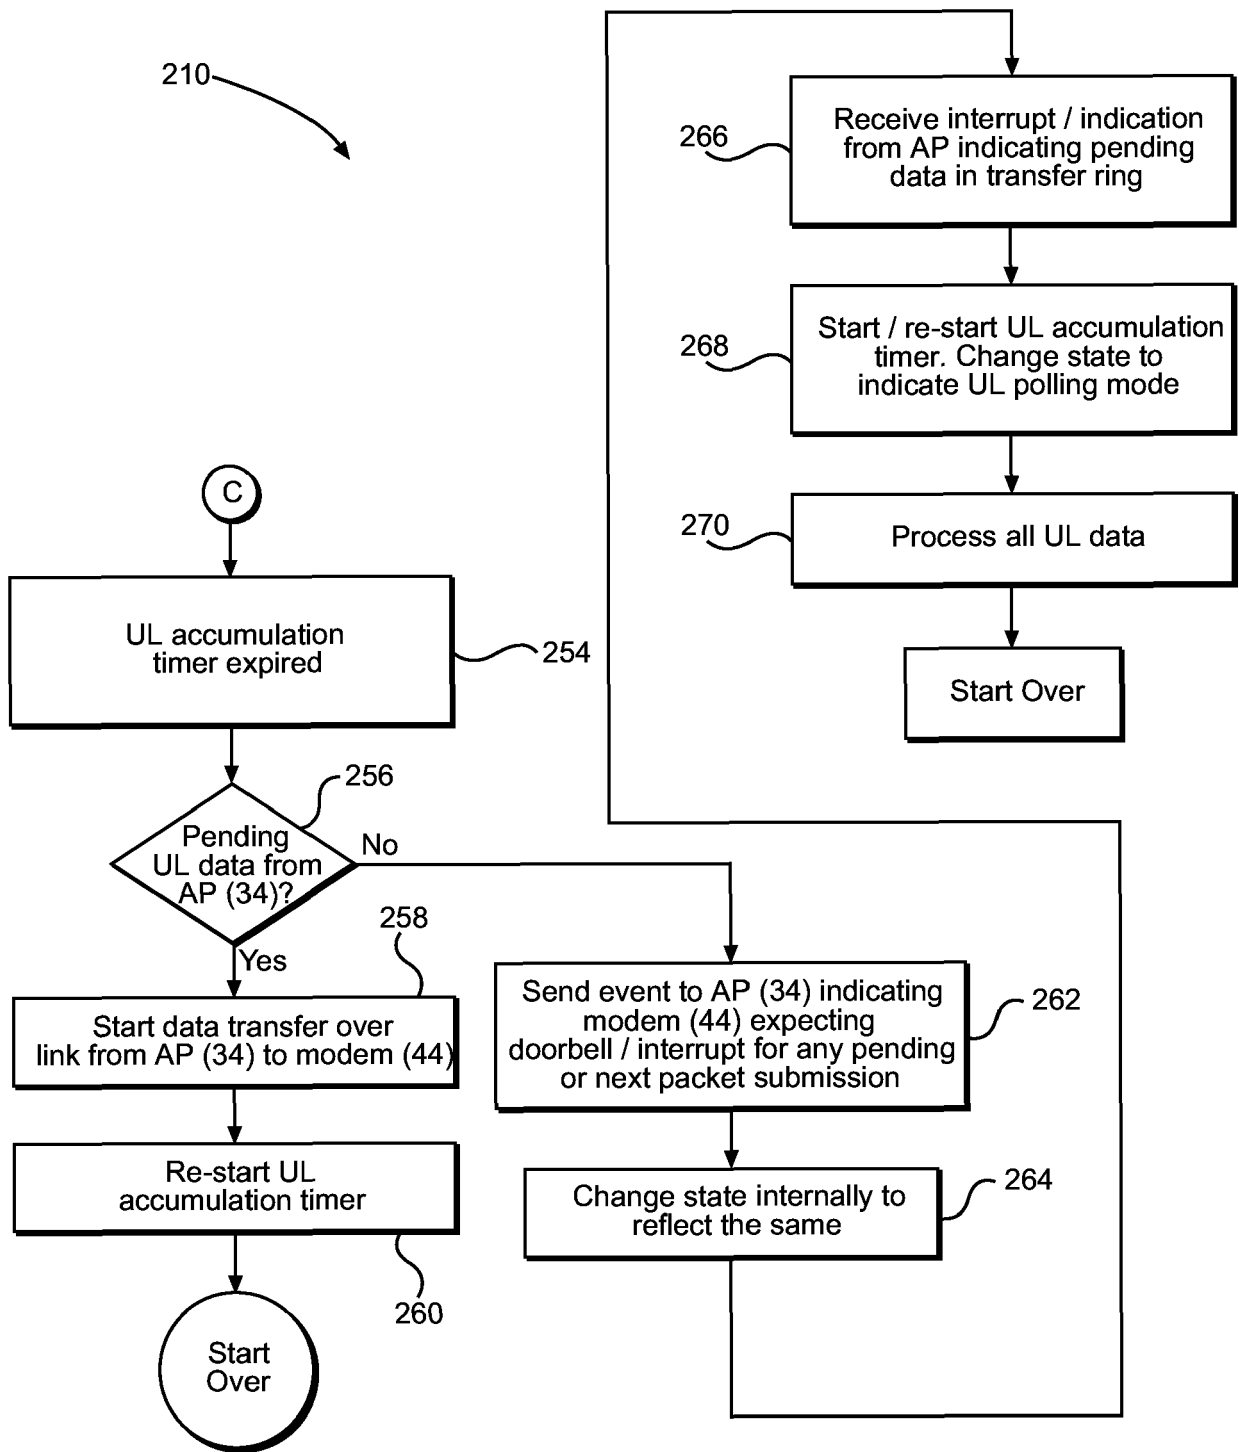 210
C
UL accumulation
timer expired
254
256
Pending
UL data from
AP (34)?
No
Yes
258
Start data transfer over
link from AP (34) to modem (44)
Re-start UL
accumulation timer
260
Start
Over
Send event to AP (34) indicating
modem (44) expecting
doorbell / interrupt for any pending
or next packet submission
262
Change state internally to
reflect the same
264
266
Receive interrupt / indication
from AP indicating pending
data in transfer ring
268
Start / re-start UL accumulation
timer. Change state to
indicate UL polling mode
270
Process all UL data
Start Over